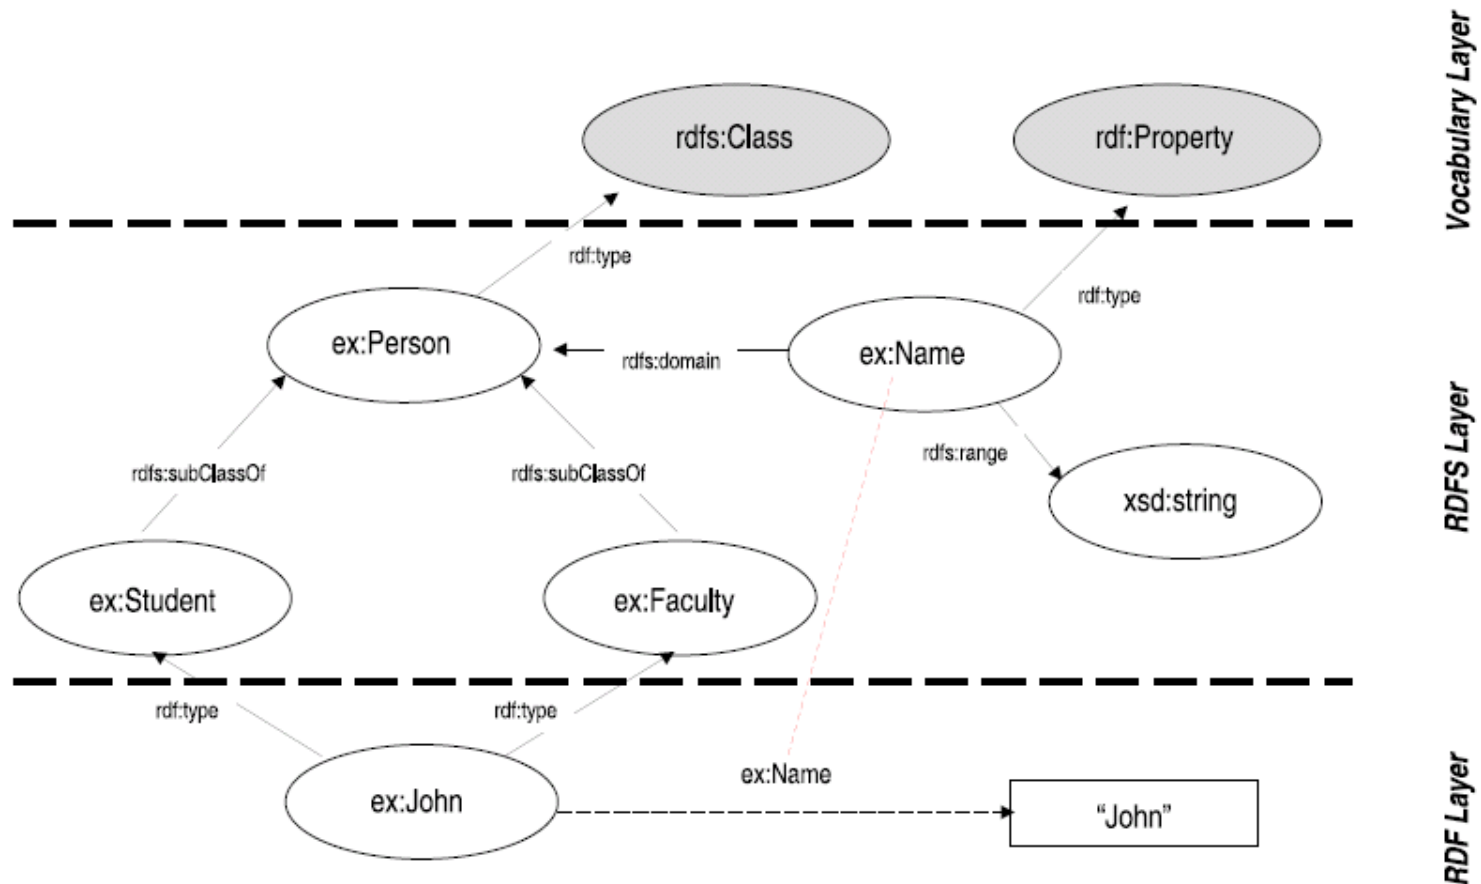 Vocabulary Layer
rdfs:Class
rdf:Property
rdf:type
rdf:type
RDFS Layer
ex:Person
rdfs:domain
ex:Name
rdfs:subClassOf
rdfs:subClassOf
rdfs:range
xsd:string
ex:Student
ex:Faculty
RDF Layer
rdf:type
rdf:type
ex:John
ex:Name
“John”